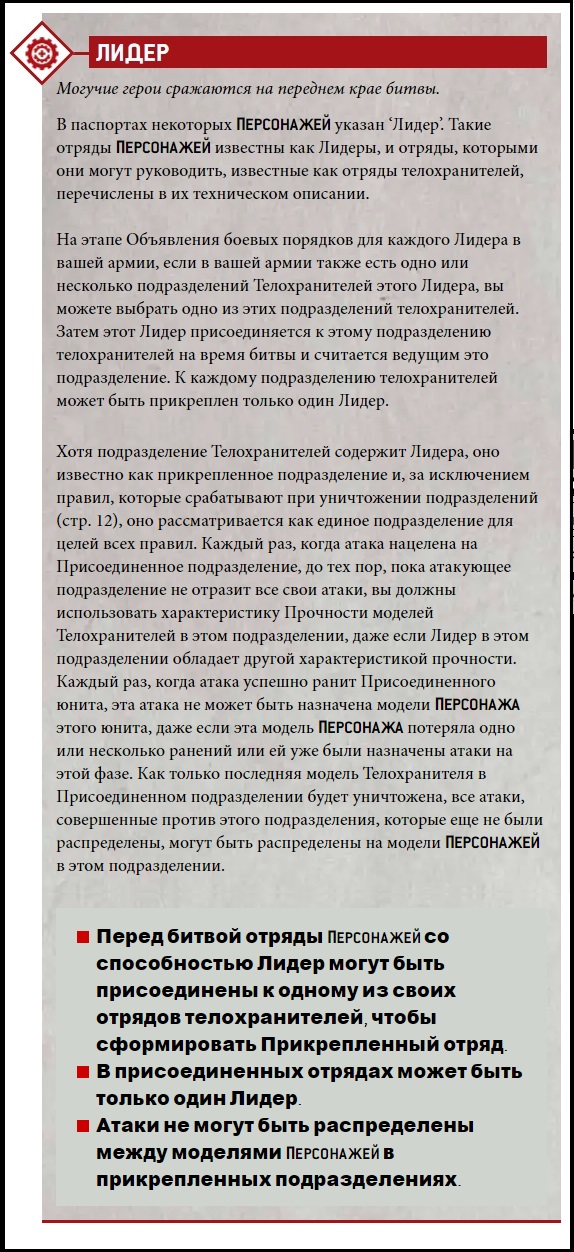 ЛИДЕР
Могучие герои сражаются на переднем крае битвы.
В паспортах некоторых ПЕРСОНАЖЕЙ указан ‘Лидер’. Такие
отряды ПЕРСОНАЖЕЙ известны как Лидеры, и отряды, которыми
они могут руководить, известные как отряды телохранителей,
перечислены в их техническом описании.
На этапе Объявления боевых порядков для каждого Лидера в
вашей армии, если в вашей армии также есть одно или
несколько подразделений Телохранителей этого Лидера, вы
можете выбрать одно из этих подразделений телохранителей.
Затем этот Лидер присоединяется к этому подразделению
телохранителей на время битвы и считается ведущим это
подразделение. К каждому подразделению телохранителей
может быть прикреплен только один Лидер.
Хотя подразделение Телохранителей содержит Лидера, оно
известно как прикрепленное подразделение и, за исключением
правил, которые срабатывают при уничтожении подразделений
(стр. 12), оно рассматривается как единое подразделение для
целей всех правил. Каждый раз, когда атака нацелена на
Присоединенное подразделение, до тех пор, пока атакующее
подразделение не отразит все свои атаки, вы должны
использовать характеристику Прочности моделей
Телохранителей в этом подразделении, даже если Лидер в этом
подразделении обладает другой характеристикой прочности.
Каждый раз, когда атака успешно ранит Присоединенного
юнита, эта атака не может быть назначена модели ПЕРСОНАЖА
этого юнита, даже если эта модель ПЕРСОНАЖА потеряла одно
или несколько ранений или ей уже были назначены атаки на
этой фазе. Как только последняя модель Телохранителя в
Присоединенном подразделении будет уничтожена, все атаки,
совершенные против этого подразделения, которые еще не были
распределены, могут быть распределены на модели ПЕРСОНАЖЕЙ
в этом подразделении.
Перед битвой отряды ПЕРСОНАЖЕЙ со
способностью Лидер могут быть
присоединены к одному из своих
отрядов телохранителей, чтобы
сформировать Прикрепленный отряд.
В присоединенных отрядах может быть
только один Лидер.
Атаки не могут быть распределены
между моделями ПЕРСОНАЖЕЙ в
прикрепленных подразделениях.